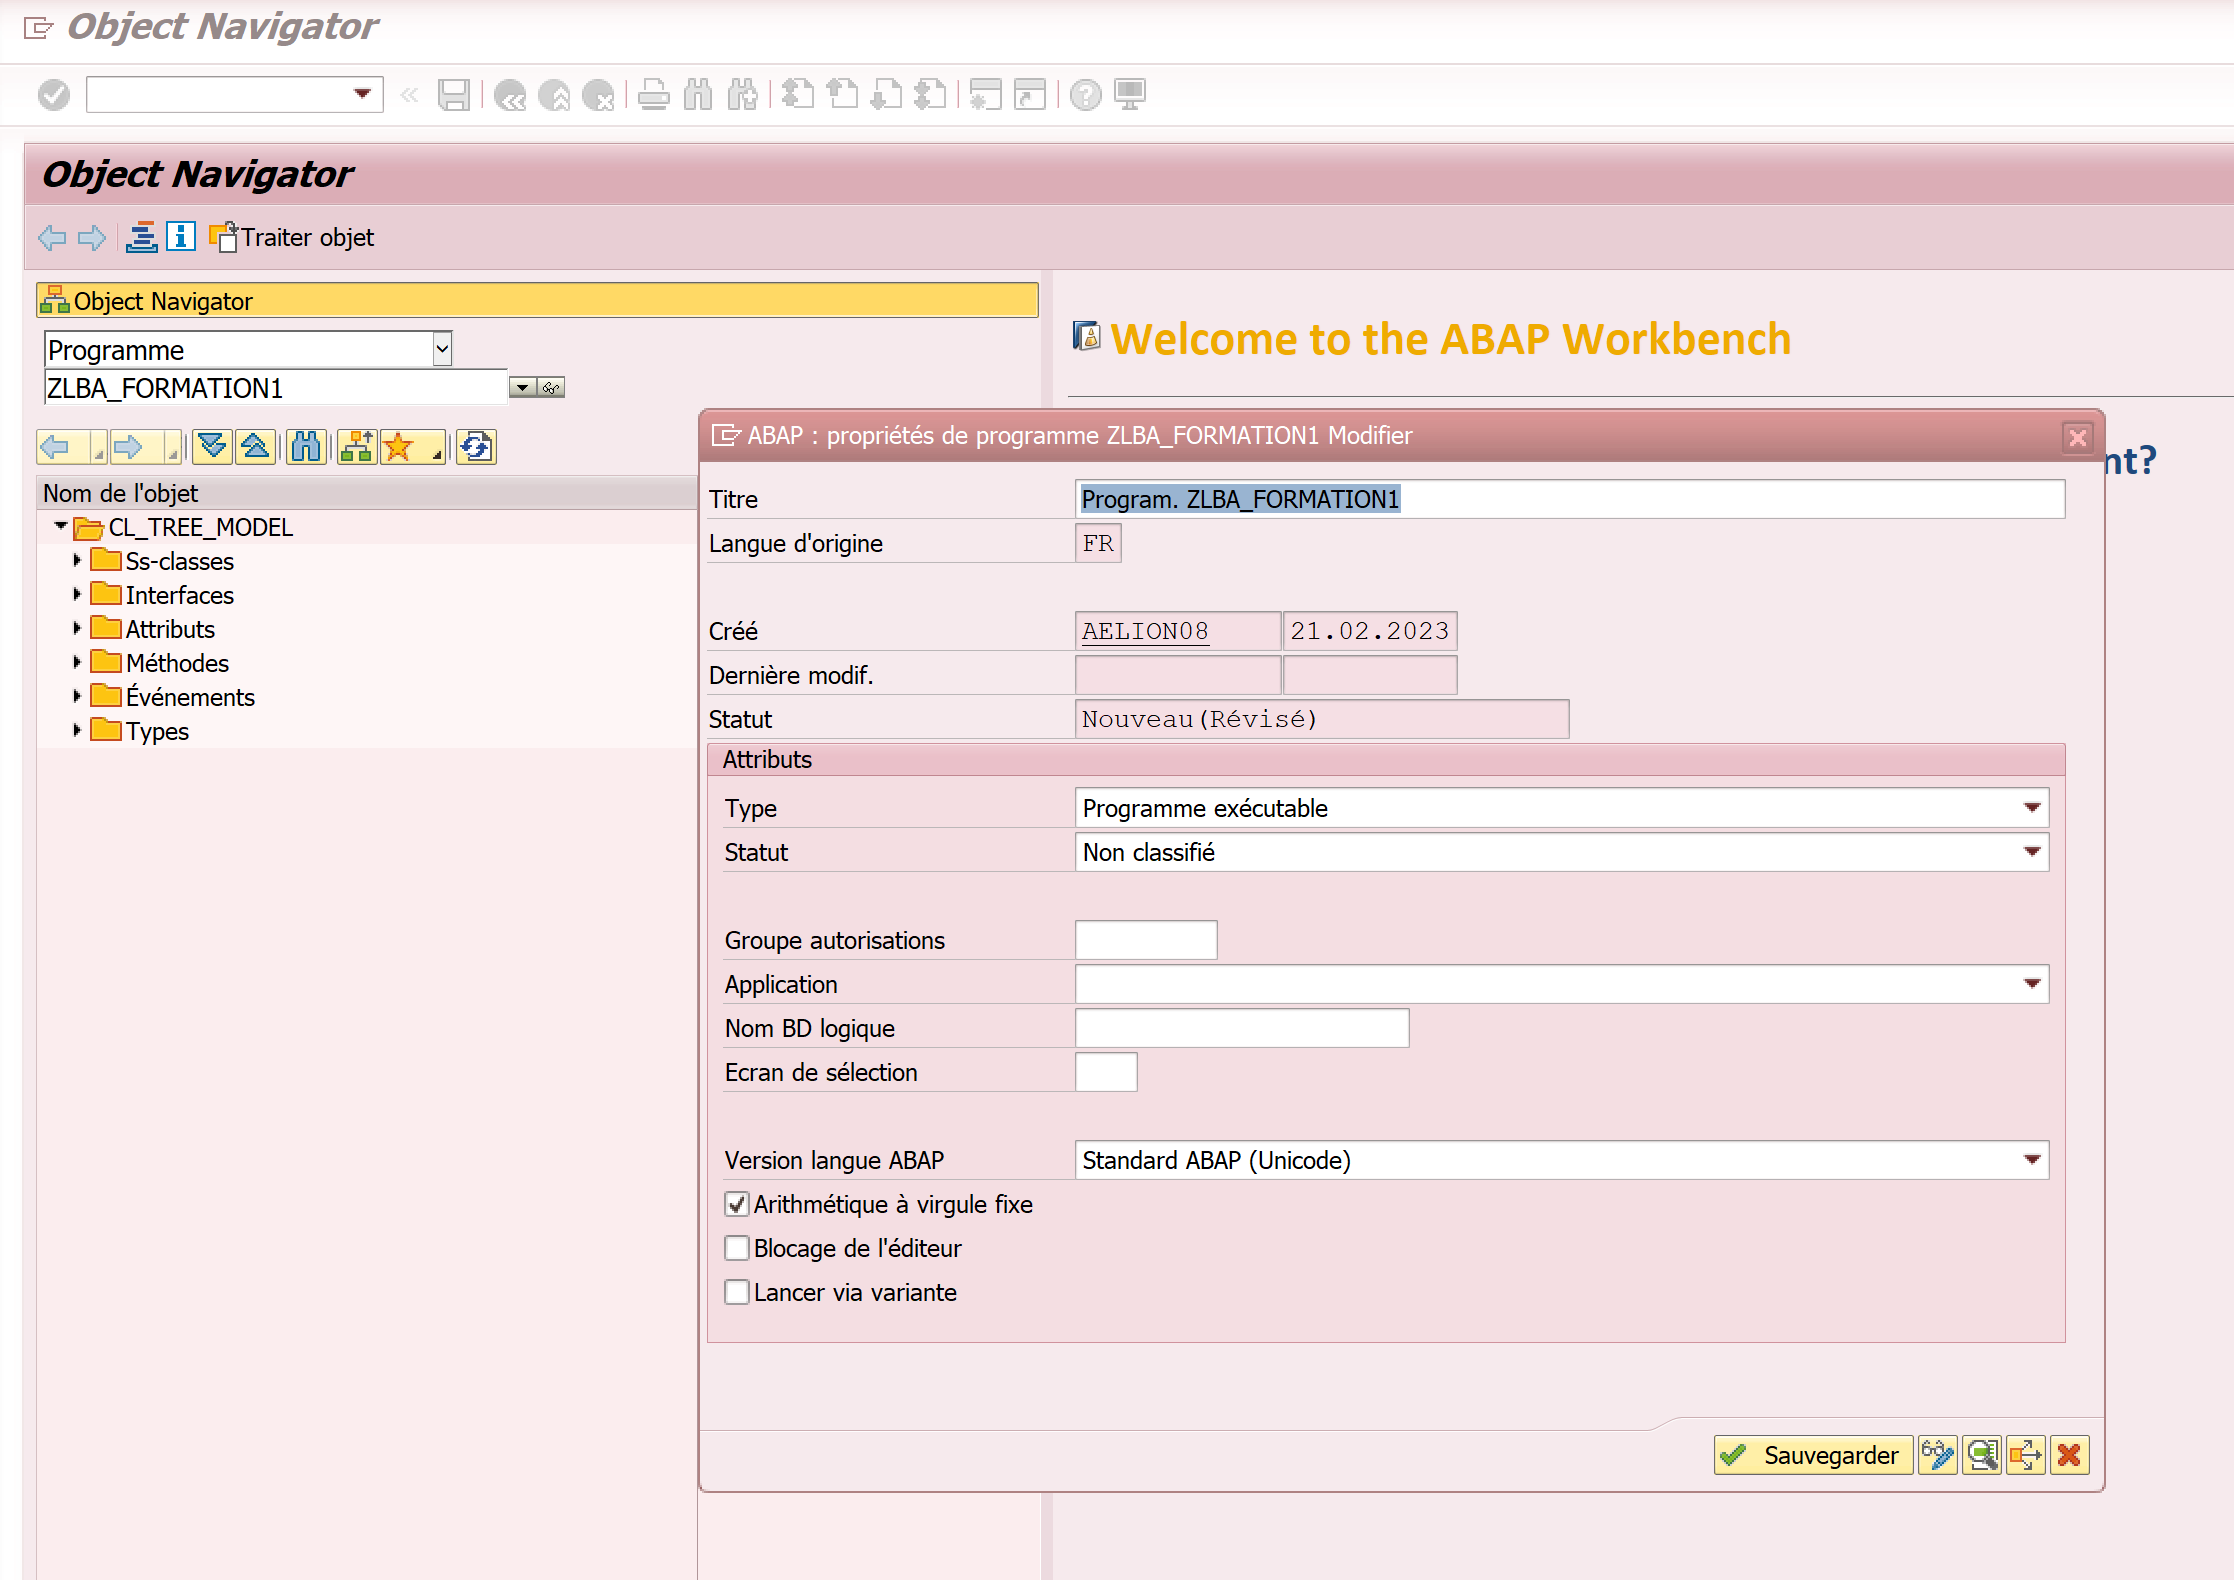 Object Navigator
Object Navigator
Traiter objet
Object Navigator
Programme
ZLBA_FORMATION1
Welcome to the ABAP Workbench
nt?
Nom de l'objet
CL_TREE_MODEL
Ss-classes
Interfaces
Attributs
Méthodes
Événements
Types
ABAP : propriétés de programme ZLBA_FORMATION1 Modifier
Titre Program. ZLBA_FORMATION1
Langue d'origine FR
Créé AELION08 21.02.2023
Dernière modif.
Statut Nouveau(Révisé)
Attributs
Type Programme exécutable
Statut Non classifié
Groupe autorisations
Application
Nom BD logique
Ecran de sélection
Version langue ABAP Standard ABAP (Unicode)
Arithmétique à virgule fixe
Blocage de l'éditeur
Lancer via variante
Sauvegarder